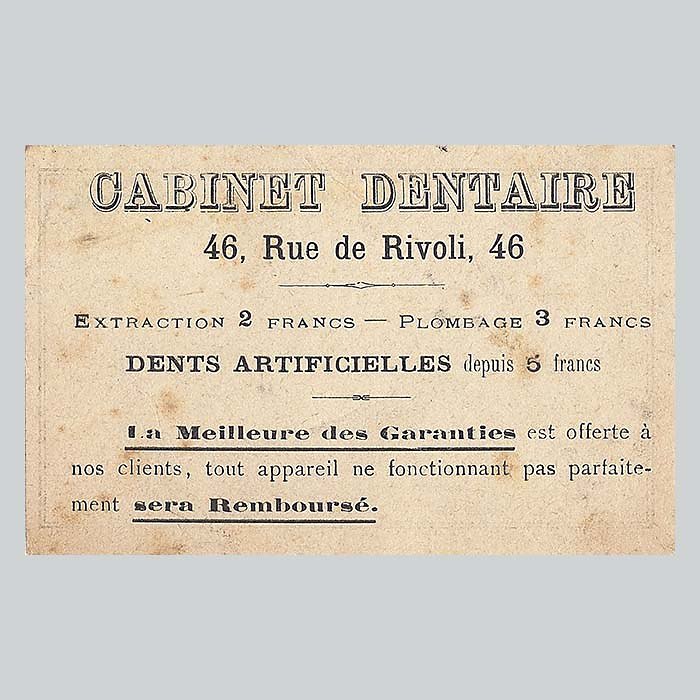 CABINET DENTAIRE
46, Rue de Rivoli, 46
EXTRACTION 2 FRANCS — PLOMBAGE 3 FRANCS
DENTS ARTIFICIELLES depuis 5 francs
La Meilleure des Garanties est offerte à
nos clients, tout appareil ne fonctionnant pas parfaite-
ment sera Remboursé.